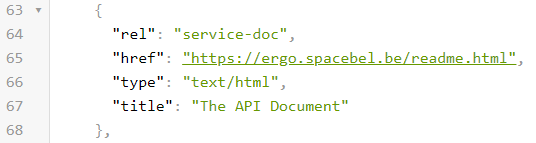 63 {
64 "rel": "service-doc",
65 "href": "https://ergo.spacebel.be/readme.html",
66 "type": "text/html",
67 "title": "The API Document"
68 },